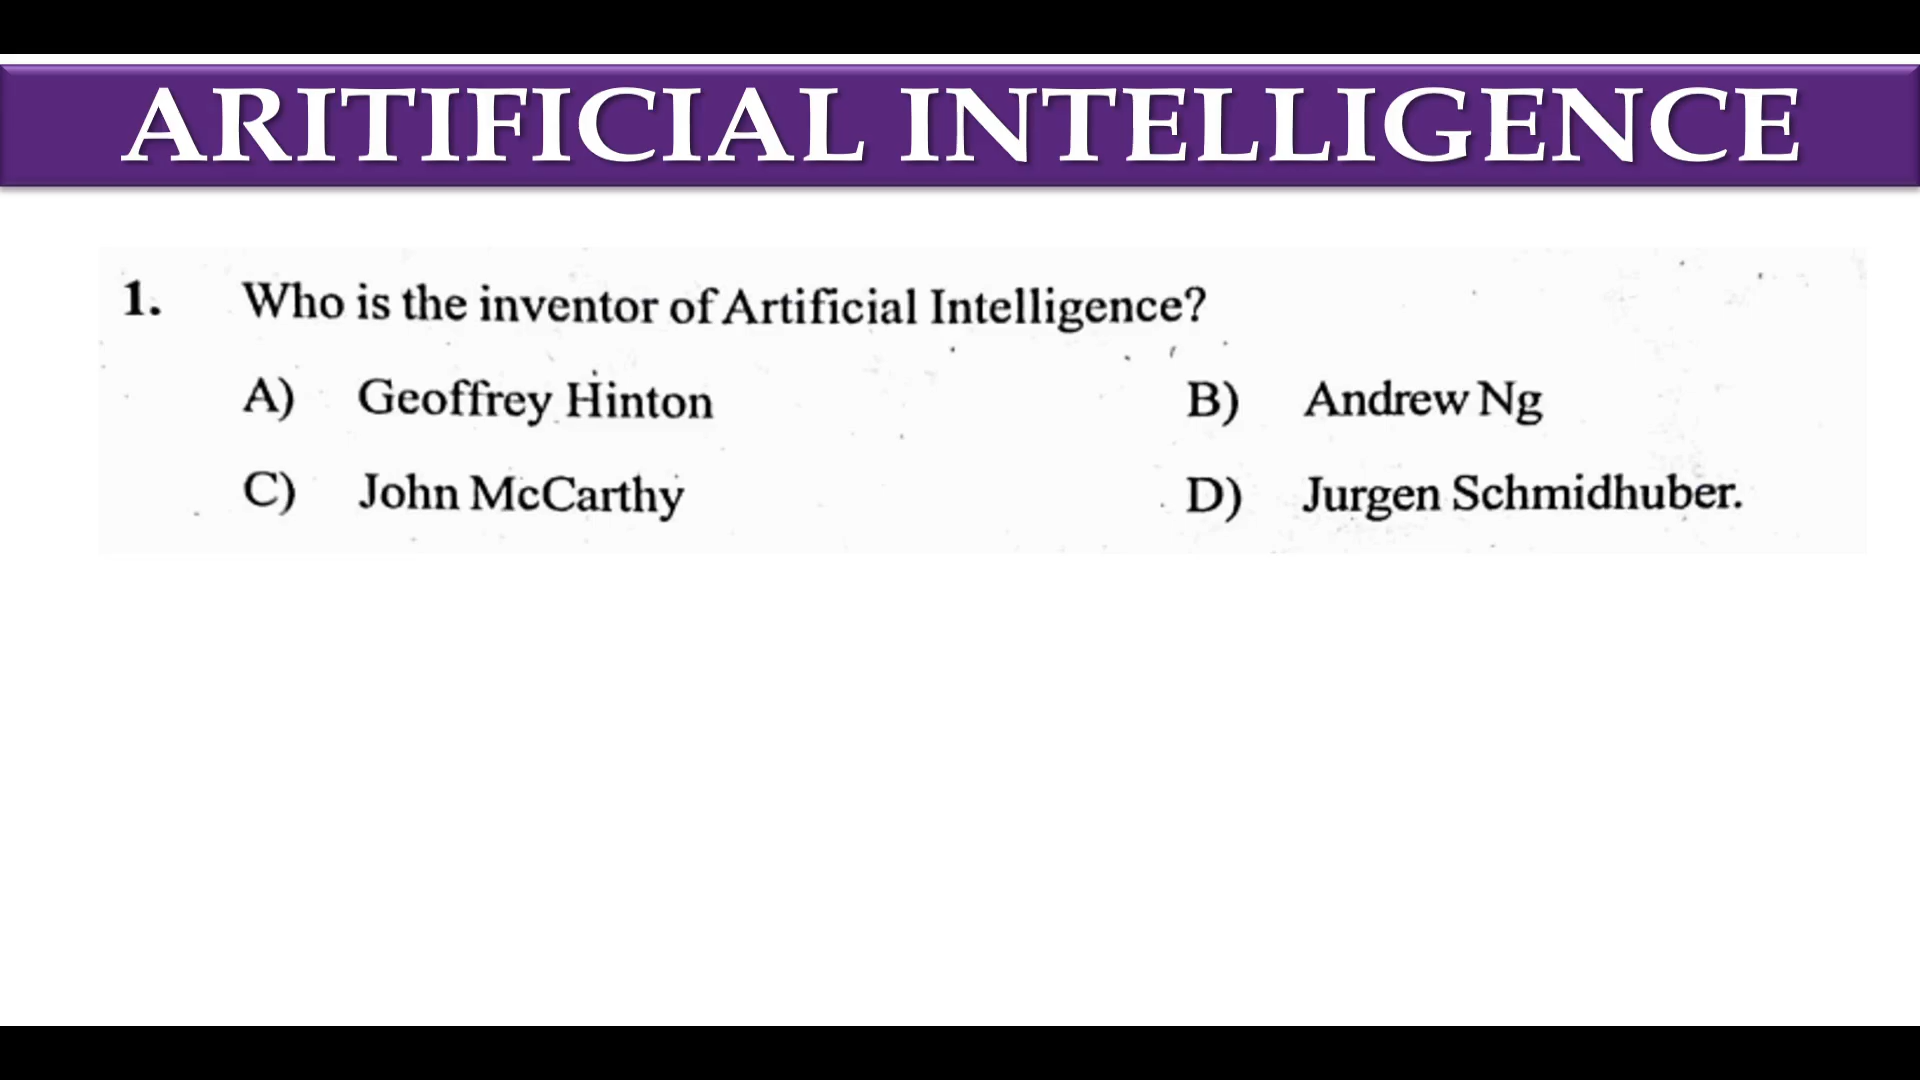 ARITIFICIAL INTELLIGENCE
1. Who is the inventor of Artificial Intelligence?
A) Geoffrey Hinton B) Andrew Ng
C) John McCarthy D) Jurgen Schmidhuber.